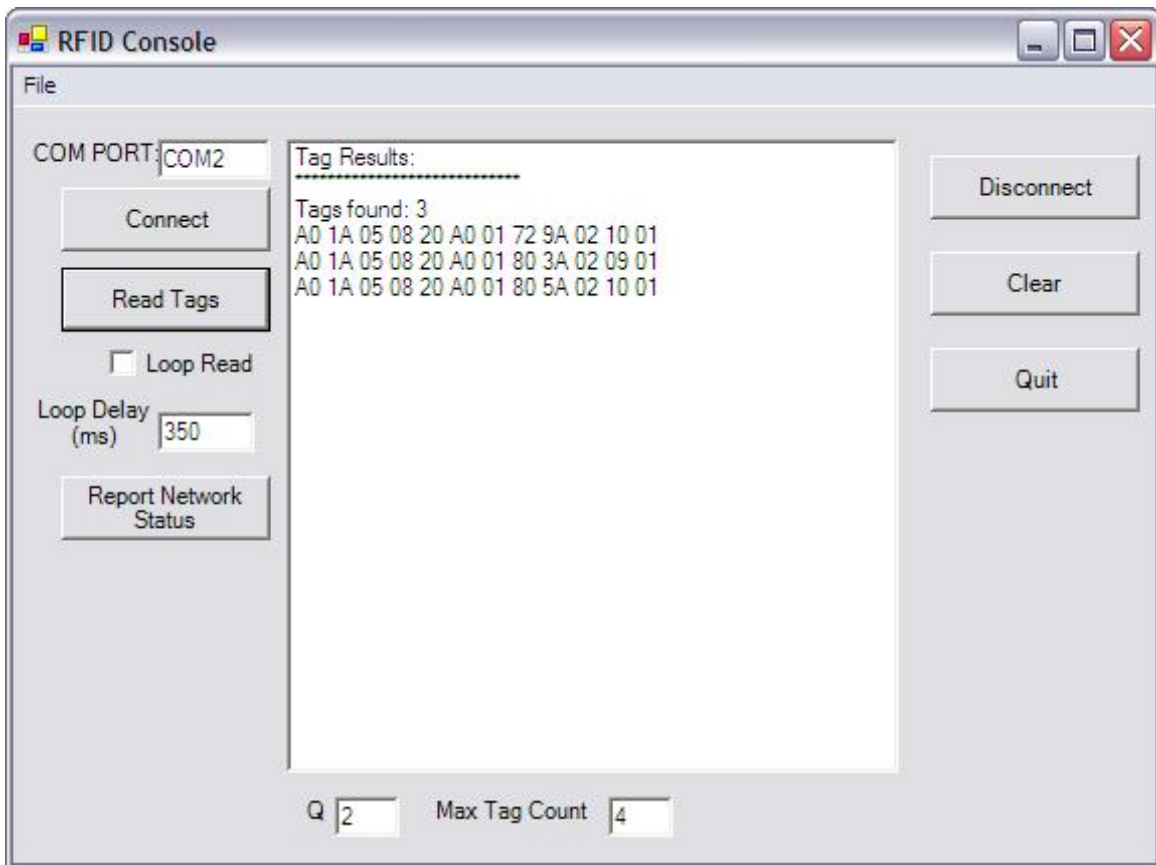 RFID Console
File
COM PORT:
COM2
Connect
Read Tags
Loop Read
Loop Delay
(ms)
350
Report Network
Status
Tag Results:
****************************
Tags found: 3
A0 1A 05 08 20 A0 01 72 9A 02 10 01
A0 1A 05 08 20 A0 01 80 3A 02 09 01
A0 1A 05 08 20 A0 01 80 5A 02 10 01
Disconnect
Clear
Quit
Q
2
Max Tag Count
4